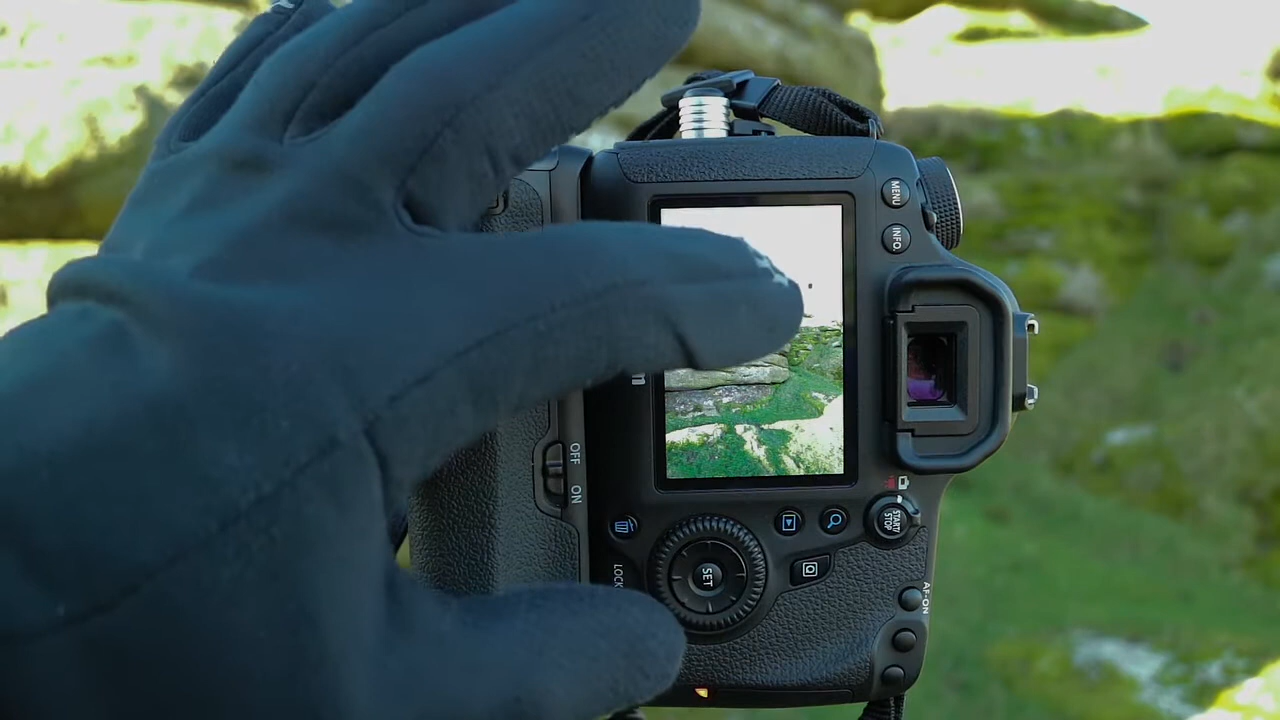 MENU
INFO.
OFF
ON
START/
STOP
SET
LOCK
AF-ON